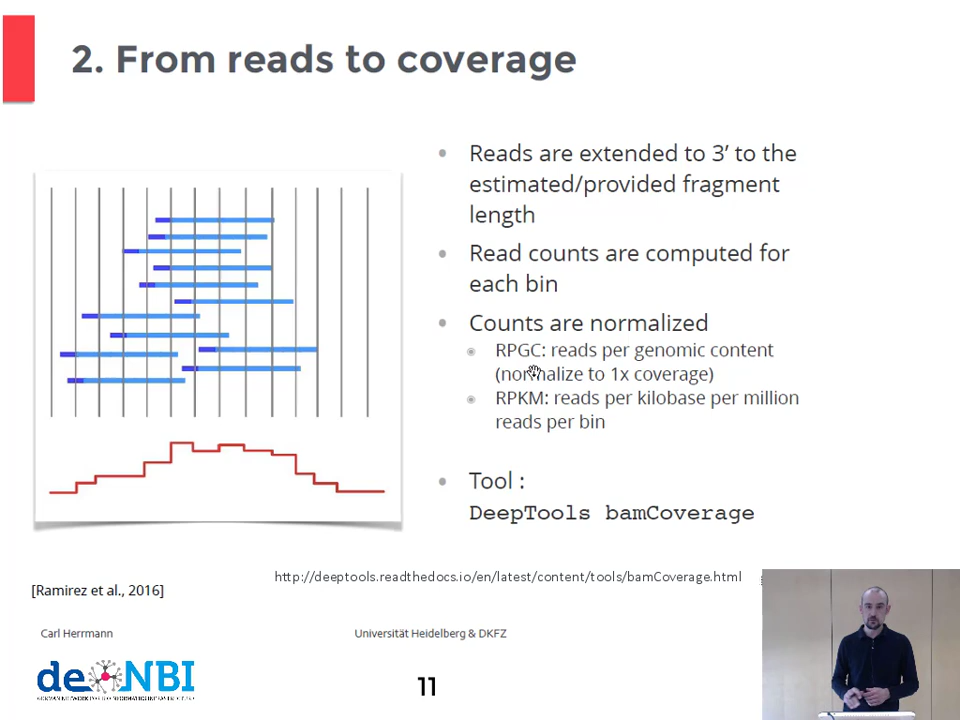 2. From reads to coverage
Reads are extended to 3’ to the
estimated/provided fragment
length
Read counts are computed for
each bin
Counts are normalized
RPGC: reads per genomic content
(normalize to 1x coverage)
RPKM: reads per kilobase per million
reads per bin
Tool :
DeepTools bamCoverage
http://deeptools.readthedocs.io/en/latest/content/tools/bamCoverage.html
[Ramirez et al., 2016]
Carl Herrmann
Universität Heidelberg & DKFZ
de NBI
11